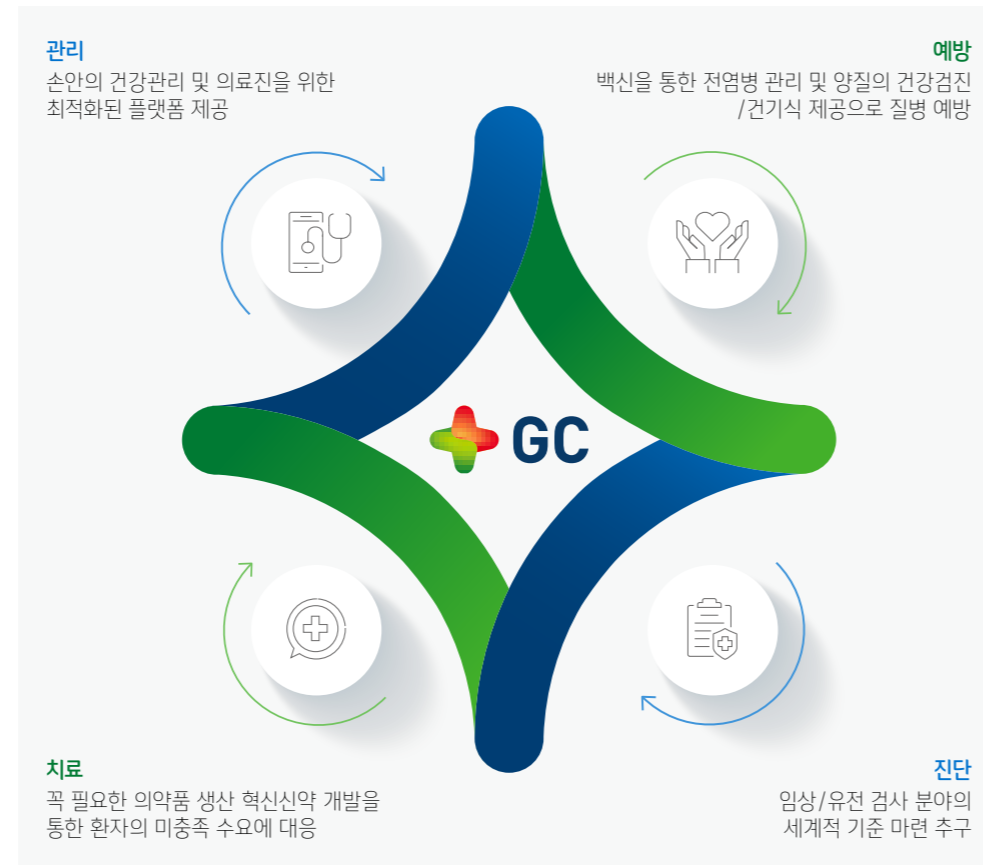 관리
손안의 건강관리 및 의료진을 위한
최적화된 플랫폼 제공
예방
백신을 통한 전염병 관리 및 양질의 건강검진
/건기식 제공으로 질병 예방
GC
치료
꼭 필요한 의약품 생산 혁신신약 개발을
통한 환자의 미충족 수요에 대응
진단
임상/유전 검사 분야의
세계적 기준 마련 추구